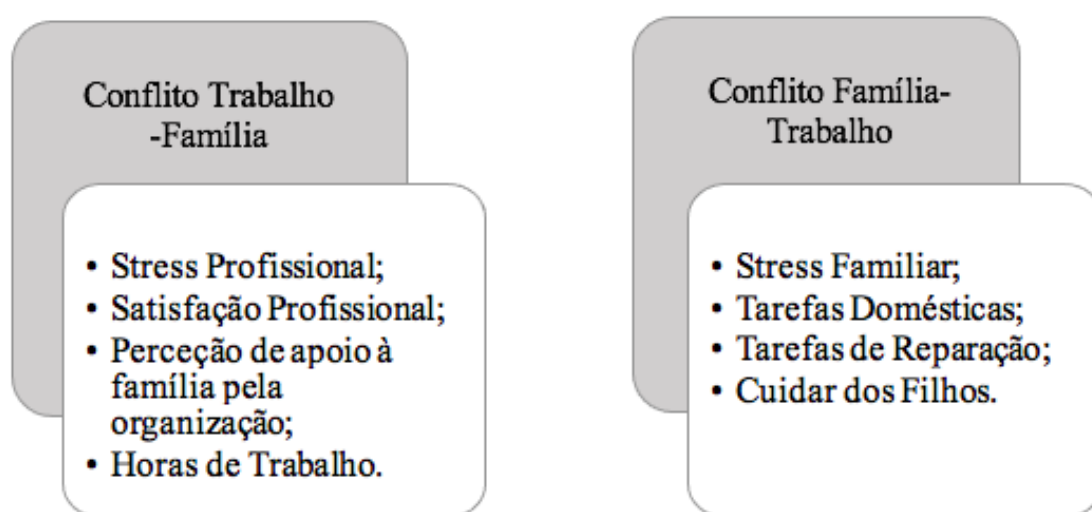 Conflito Trabalho
-Família
• Stress Profissional;
• Satisfação Profissional;
• Perceção de apoio à
família pela
organização;
• Horas de Trabalho.
Conflito Família-
Trabalho
• Stress Familiar;
• Tarefas Domésticas;
• Tarefas de Reparação;
• Cuidar dos Filhos.